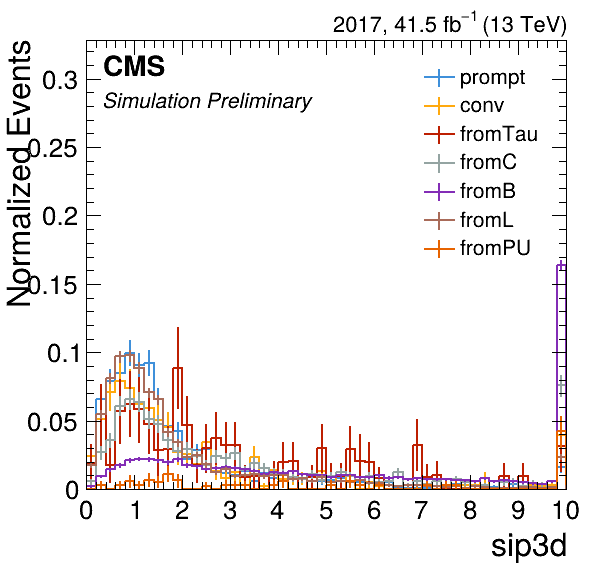 2017, 41.5 fb⁻¹ (13 TeV)
CMS
Simulation Preliminary
Normalized Events
0.3
0.25
0.2
0.15
0.1
0.05
0
prompt
conv
fromTau
fromC
fromB
fromL
fromPU
0 1 2 3 4 5 6 7 8 9 10
sip3d